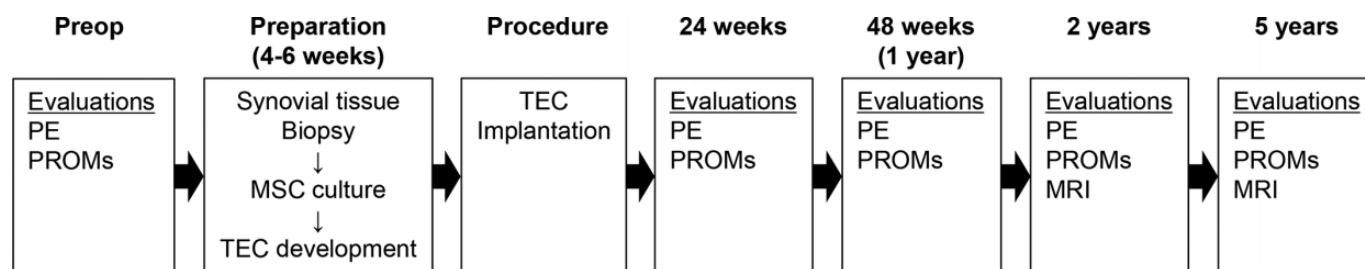 Preop
Evaluations
PE
PROMs
Preparation
(4-6 weeks)
Synovial tissue
Biopsy
↓
MSC culture
↓
TEC development
Procedure
TEC
Implantation
24 weeks
Evaluations
PE
PROMs
48 weeks
(1 year)
Evaluations
PE
PROMs
2 years
Evaluations
PE
PROMs
MRI
5 years
Evaluations
PE
PROMs
MRI